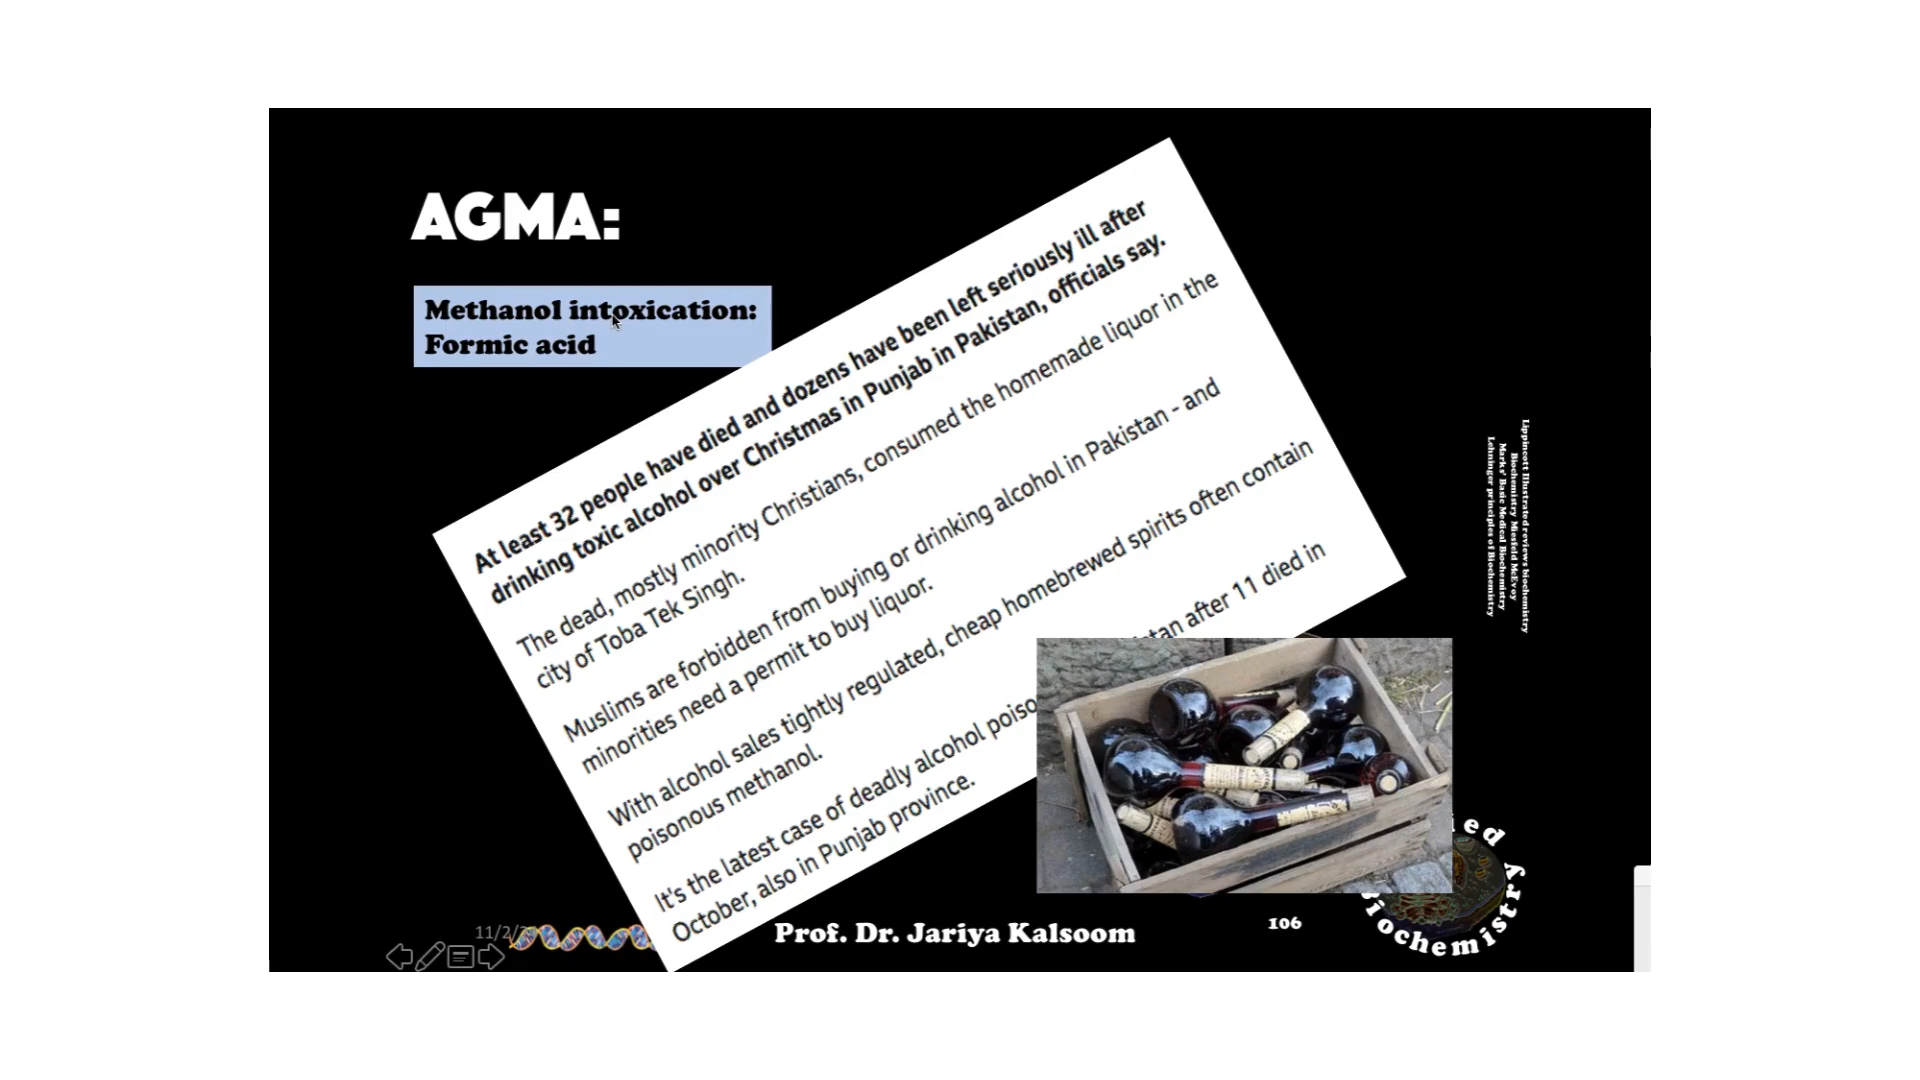 AGMA:
Methanol intoxication:
Formic acid
At least 32 people have died and dozens have been left seriously ill after
drinking toxic alcohol over Christmas in Punjab in Pakistan, officials say.
The dead, mostly minority Christians, consumed the homemade liquor in the
city of Toba Tek Singh.
Muslims are forbidden from buying or drinking alcohol in Pakistan - and
minorities need a permit to buy liquor.
With alcohol sales tightly regulated, cheap homebrewed spirits often contain
poisonous methanol.
It's the latest case of deadly alcohol after 11 died in
October, also in Punjab province.
Lippincott Illustrated reviews biochemistry
Biochemistry Miesfeld McEvoy
Marks' Basic Medical Biochemistry
Lehninger principles of Biochemistry
11/2/
Prof. Dr. Jariya Kalsoom
106